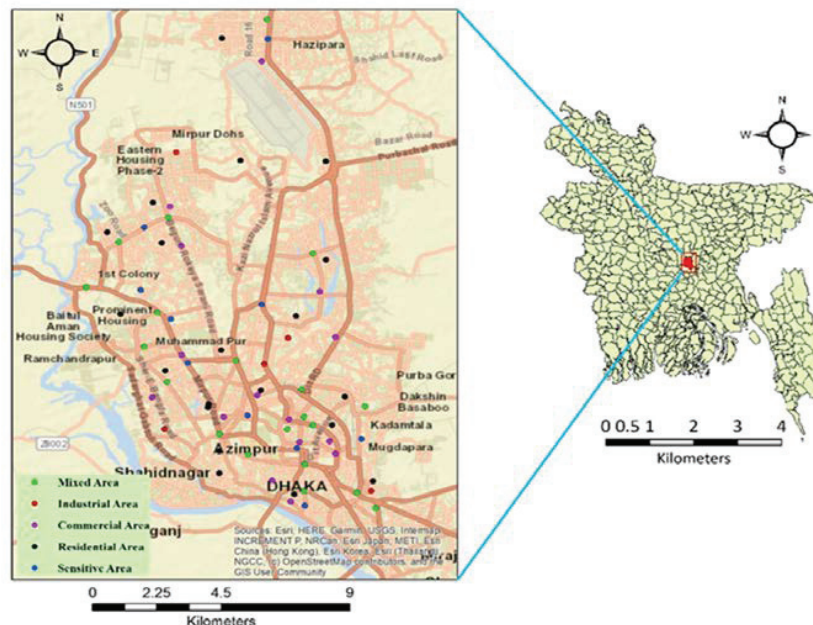 N
W E
S
N501
Road 16
Hazipara
Shahid Latif Road
Mirpur Dohs
Eastern
Housing
Phase-2
Bazar Road
Purbachal Road
Zoo Road
1st Colony
Baitul
Aman
Housing Society
Prominent
Housing
Ramchandrapur
Muhammad Pur
Purba Gor
Dakshin
Basaboo
Kadamtala
Mugdapara
Z8002
Azimpur
Shahidnagar
DHAKA
Mixed Area
Industrial Area
Commercial Area
Residential Area
Sensitive Area
ganj
Sources: Esri, HERE, Garmin, USGS, Intermap,
INCREMENT P, NRCan, Esri Japan, METI, Esri
China (Hong Kong), Esri Korea, Esri (Thailand),
NGCC, (c) OpenStreetMap contributors, and the
GIS User Community
0 2.25 4.5 9
Kilometers
N
W E
S
0 0.5 1 2 3 4
Kilometers